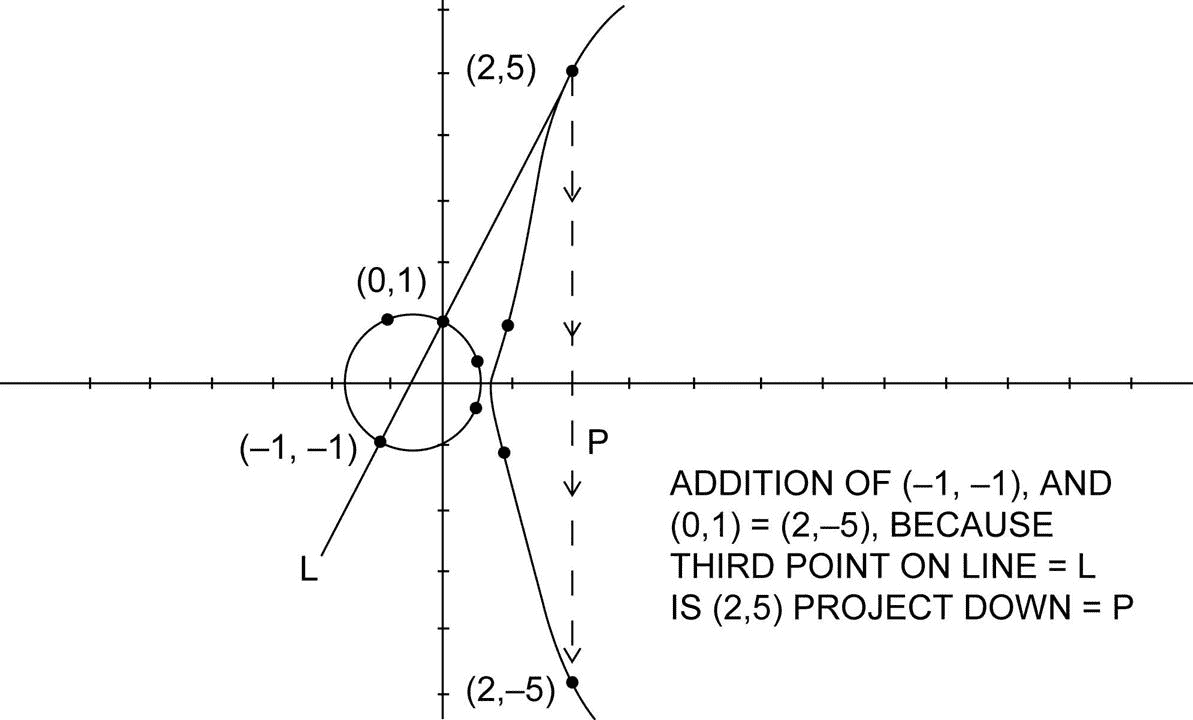 (2,5)
(0,1)
(–1, –1)
P
L
ADDITION OF (–1, –1), AND
(0,1) = (2,–5), BECAUSE
THIRD POINT ON LINE = L
IS (2,5) PROJECT DOWN = P
(2,–5)